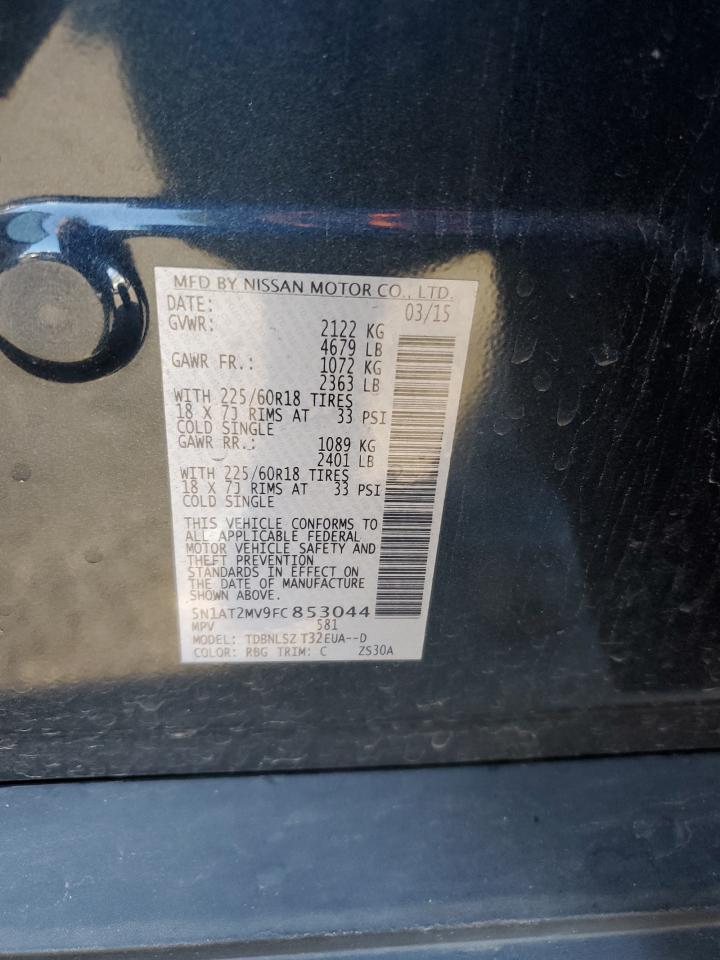 MFD BY NISSAN MOTOR CO., LTD.
DATE: 03/15
GVWR: 2122 KG
4679 LB
GAWR FR.: 1072 KG
2363 LB
WITH 225/60R18 TIRES
18 X 7J RIMS AT 33 PSI
COLD SINGLE
GAWR RR.: 1089 KG
2401 LB
WITH 225/60R18 TIRES
18 X 7J RIMS AT 33 PSI
COLD SINGLE
THIS VEHICLE CONFORMS TO
ALL APPLICABLE FEDERAL
MOTOR VEHICLE SAFETY AND
THEFT PREVENTION
STANDARDS IN EFFECT ON
THE DATE OF MANUFACTURE
SHOWN ABOVE.
5N1AT2MV9FC853044
MPV 581
MODEL: TDBNLSZ T32EUA--D
COLOR: RBG TRIM: C ZS30A